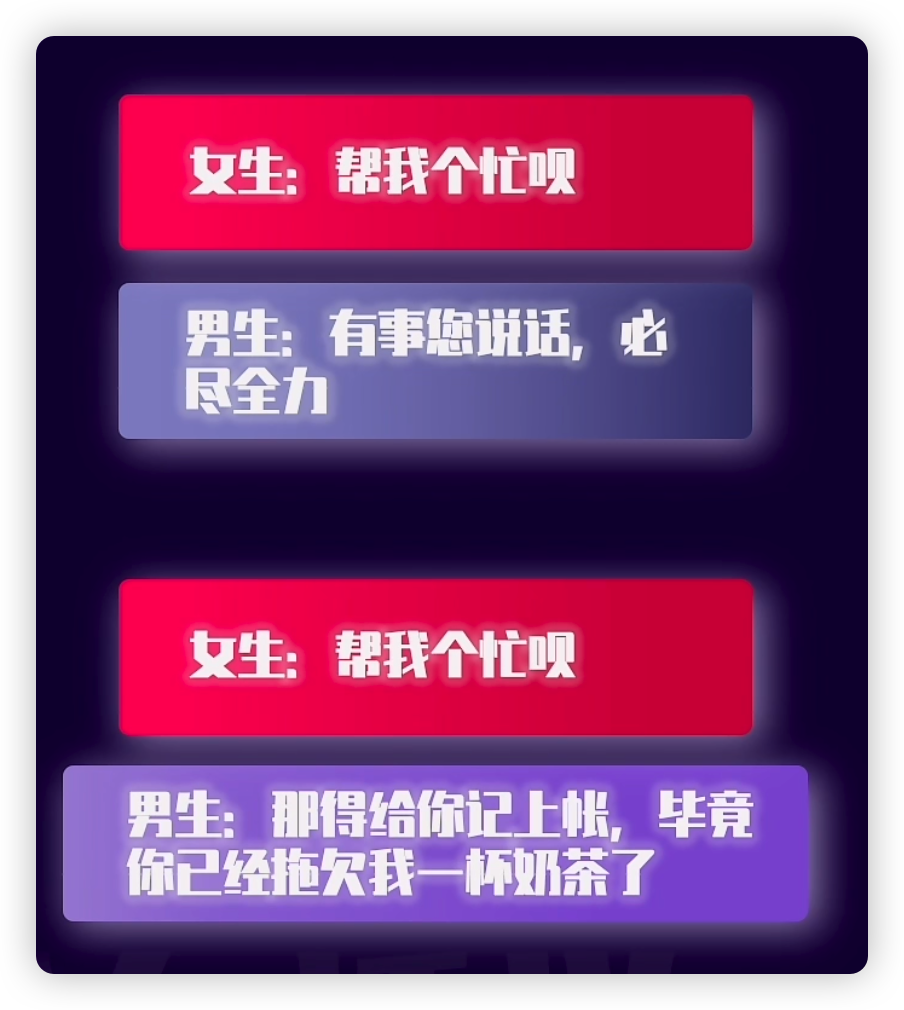 女生：帮我个忙呗
男生：有事您说话，必
尽全力
女生：帮我个忙呗
男生：那得给你记上帐，毕竟
你已经拖欠我一杯奶茶了